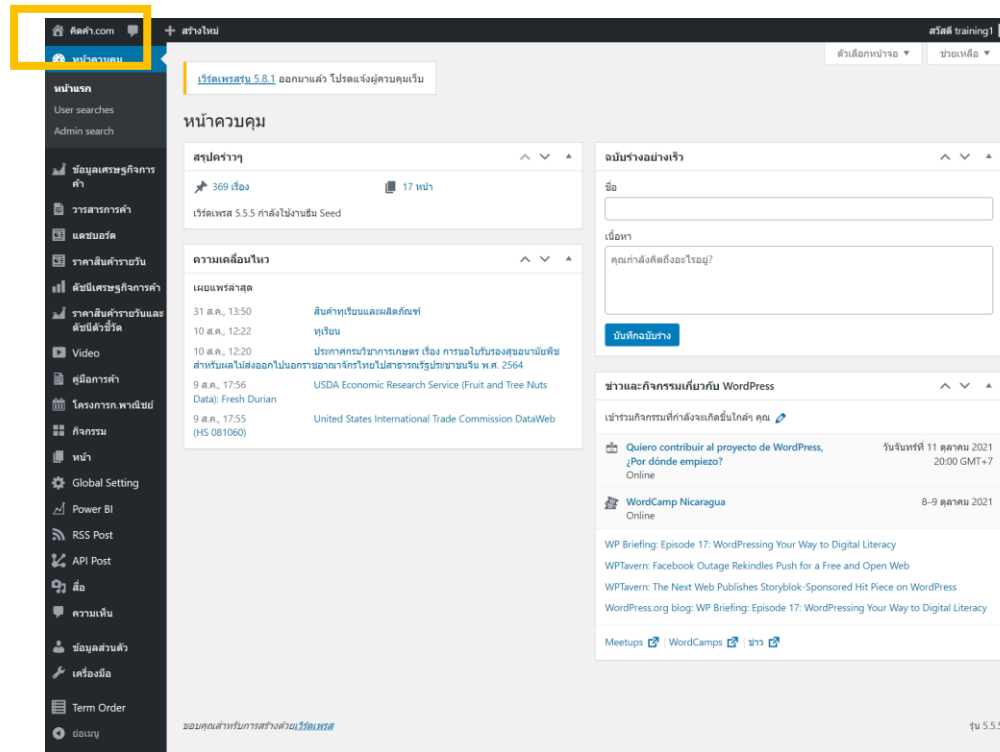 คิดค้า.com
สร้างใหม่
สวัสดี training1
หน้าควบคุม
ตัวเลือกหน้าจอ
ช่วยเหลือ
เวิร์ดเพรสรุ่น 5.8.1 ออกมาแล้ว โปรดแจ้งผู้ควบคุมเว็บ
หน้าแรก
User searches
Admin search
ข้อมูลเศรษฐกิจการ
ค้า
วารสารการค้า
แดชบอร์ด
ราคาสินค้ารายวัน
ดัชนีเศรษฐกิจการค้า
ราคาสินค้ารายวันและ
ดัชนีตัวชี้วัด
Video
คู่มือการค้า
โครงการก.พาณิชย์
กิจกรรม
หน้า
Global Setting
Power BI
RSS Post
API Post
สื่อ
ความเห็น
ข้อมูลส่วนตัว
เครื่องมือ
Term Order
ย่อเมนู
หน้าควบคุม
สรุปคร่าวๆ
369 เรื่อง
17 หน้า
เวิร์ดเพรส 5.5.5 กำลังใช้งานธีม Seed
ความเคลื่อนไหว
เผยแพร่ล่าสุด
31 ส.ค., 13:50 สินค้าทุเรียนและผลิตภัณฑ์
10 ส.ค., 12:22 ทุเรียน
10 ส.ค., 12:20 ประกาศกรมวิชาการเกษตร เรื่อง การขอใบรับรองสุขอนามัยพืช
สำหรับผลไม้ส่งออกไปนอกราชอาณาจักรไทยไปสาธารณรัฐประชาชนจีน พ.ศ. 2564
9 ส.ค., 17:56 USDA Economic Research Service (Fruit and Tree Nuts
Data): Fresh Durian
9 ส.ค., 17:55 United States International Trade Commission DataWeb
(HS 081060)
ฉบับร่างอย่างเร็ว
ชื่อ
เนื้อหา
คุณกำลังคิดถึงอะไรอยู่?
บันทึกฉบับร่าง
ข่าวและกิจกรรมเกี่ยวกับ WordPress
เข้าร่วมกิจกรรมที่กำลังจะเกิดขึ้นใกล้ๆ คุณ
Quiero contribuir al proyecto de WordPress, วันจันทร์ที่ 11 ตุลาคม 2021
¿Por dónde empiezo? 20:00 GMT+7
Online
WordCamp Nicaragua 8–9 ตุลาคม 2021
Online
WP Briefing: Episode 17: WordPressing Your Way to Digital Literacy
WPTavern: Facebook Outage Rekindles Push for a Free and Open Web
WPTavern: The Next Web Publishes Storyblok-Sponsored Hit Piece on WordPress
WordPress.org blog: WP Briefing: Episode 17: WordPressing Your Way to Digital Literacy
Meetups | WordCamps | ข่าว
ขอบคุณสำหรับการสร้างด้วยเวิร์ดเพรส
รุ่น 5.5.5